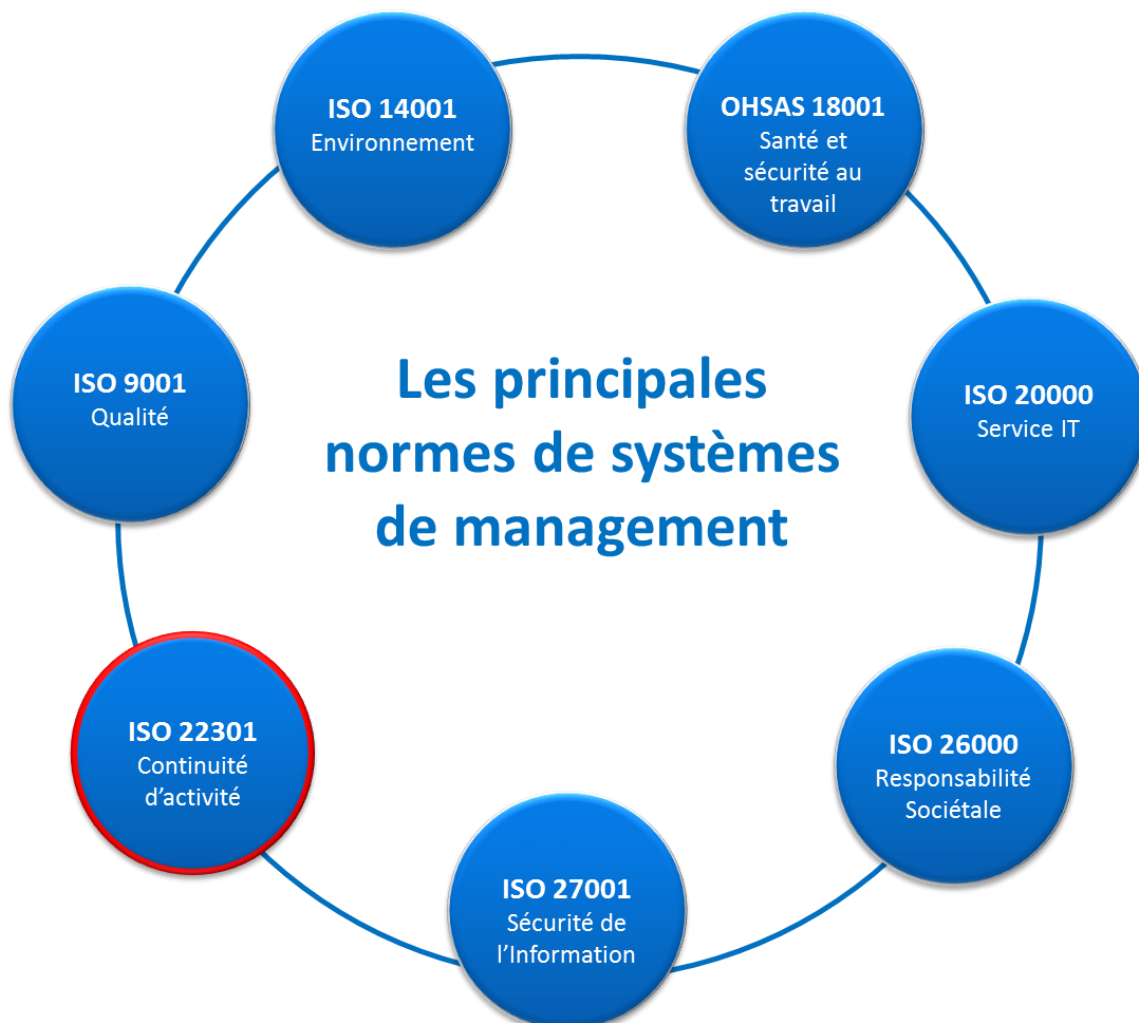 ISO 14001
Environnement
OHSAS 18001
Santé et
sécurité au
travail
ISO 9001
Qualité
Les principales
normes de systèmes
de management
ISO 20000
Service IT
ISO 22301
Continuité
d’activité
ISO 26000
Responsabilité
Sociétale
ISO 27001
Sécurité de
l’Information